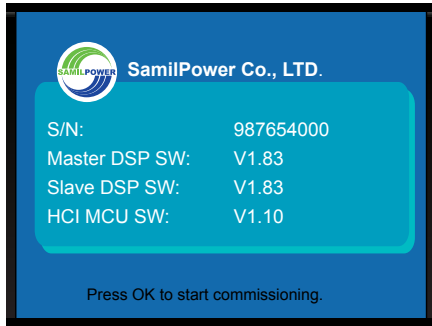 SAMILPOWER
SamilPower Co., LTD.
S/N: 987654000
Master DSP SW: V1.83
Slave DSP SW: V1.83
HCI MCU SW: V1.10
Press OK to start commissioning.